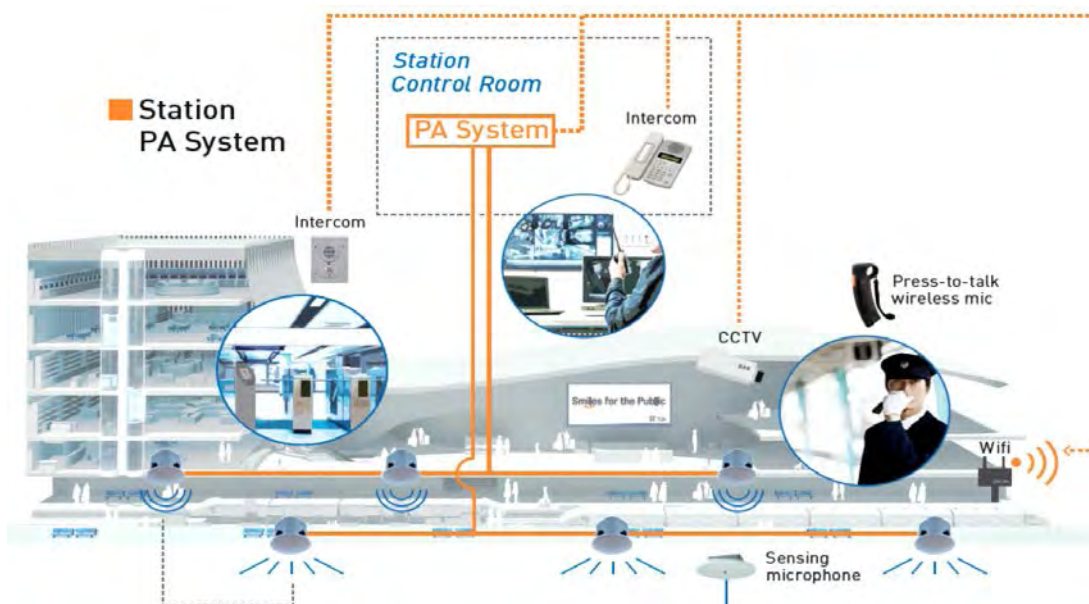 Station
Control Room
Station
PA System
PA System
Intercom
Intercom
Press-to-talk
wireless mic
CCTV
Smiles for the Public
Wifi
Sensing
microphone